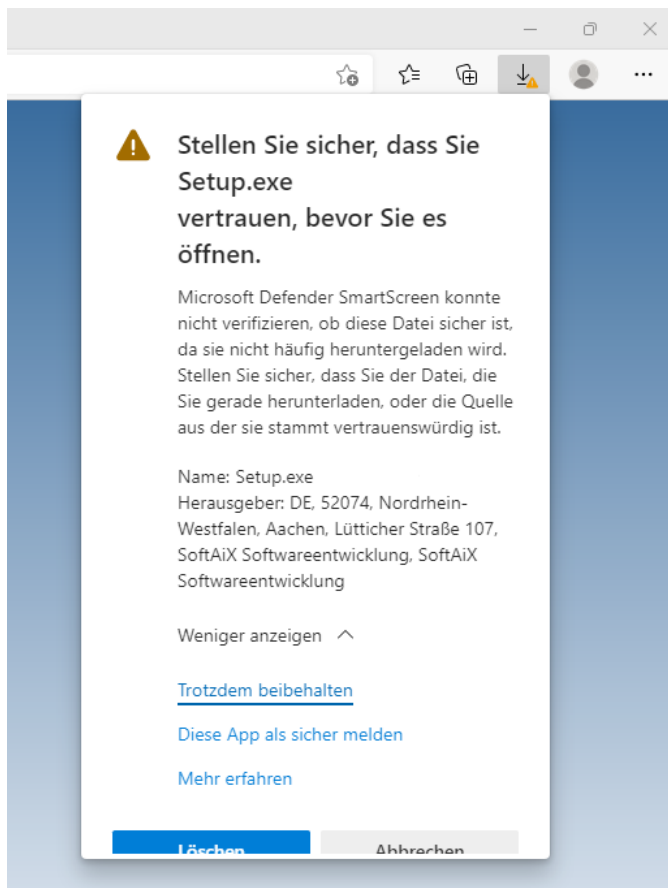 Stellen Sie sicher, dass Sie
Setup.exe
vertrauen, bevor Sie es
öffnen.
Microsoft Defender SmartScreen konnte
nicht verifizieren, ob diese Datei sicher ist,
da sie nicht häufig heruntergeladen wird.
Stellen Sie sicher, dass Sie der Datei, die
Sie gerade herunterladen, oder die Quelle
aus der sie stammt vertrauenswürdig ist.
Name: Setup.exe
Herausgeber: DE, 52074, Nordrhein-
Westfalen, Aachen, Lütticher Straße 107,
SoftAiX Softwareentwicklung, SoftAiX
Softwareentwicklung
Weniger anzeigen
Trotzdem beibehalten
Diese App als sicher melden
Mehr erfahren
Löschen Abbrechen